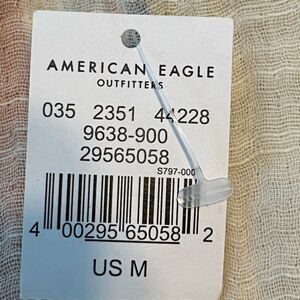 AMERICAN EAGLE
OUTFITTERS
035 2351 44228
9638-900
29565058
S797-000
4 00295 65058 2
US M